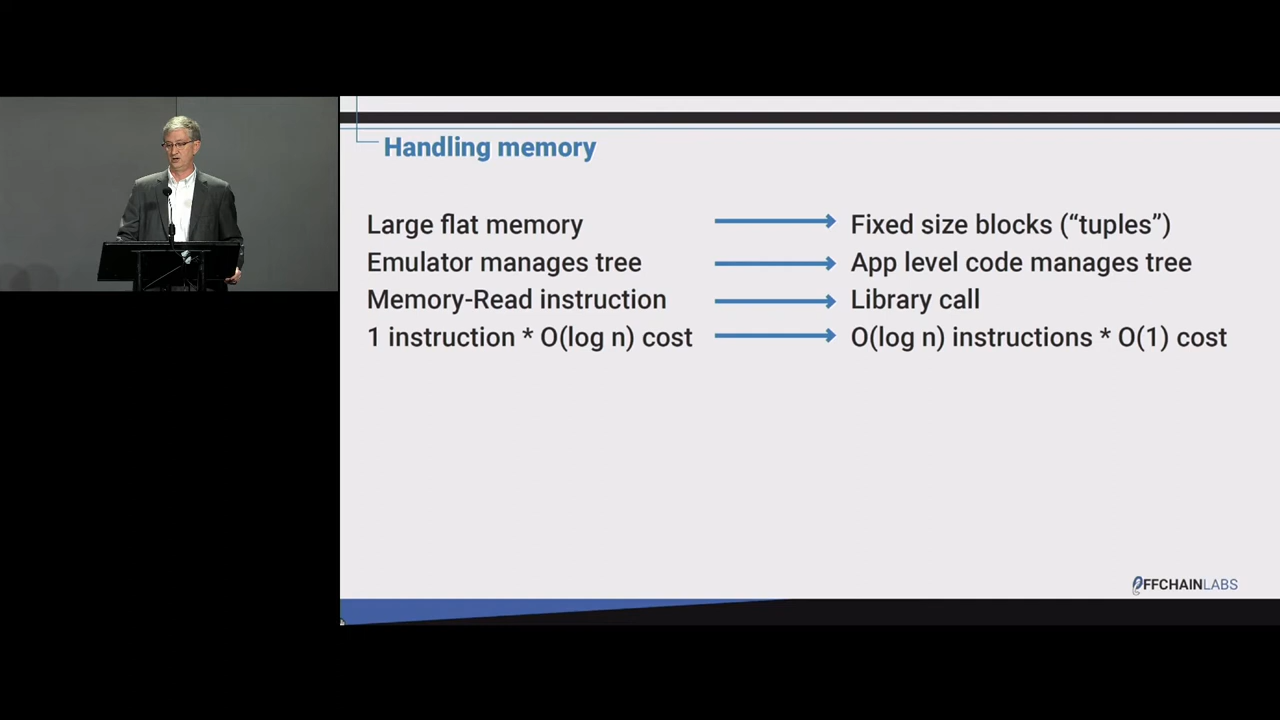 Handling memory
Large flat memory Fixed size blocks (“tuples”)
Emulator manages tree App level code manages tree
Memory-Read instruction Library call
1 instruction * O(log n) cost O(log n) instructions * O(1) cost
OFFCHAINLABS